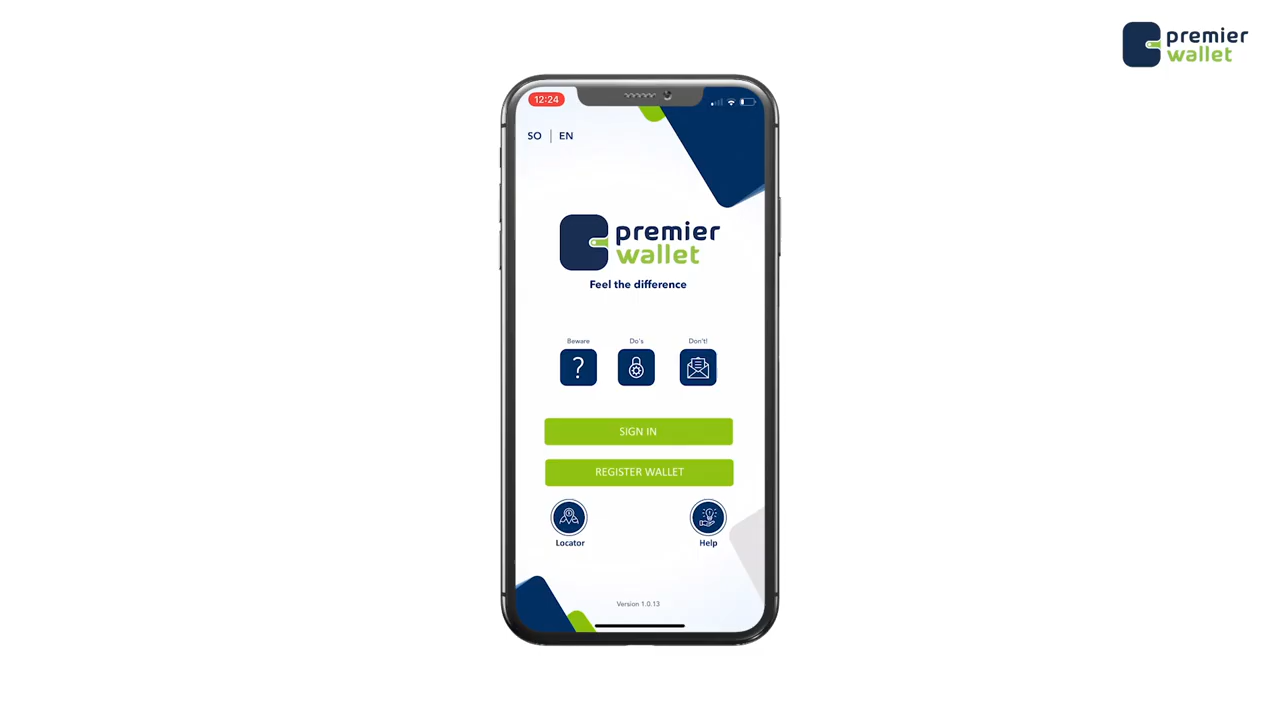 premier
wallet
12:24
SO | EN
premier
wallet
Feel the difference
Beware
Do's
Don't!
?
SIGN IN
REGISTER WALLET
Locator
Help
Version 1.0.13